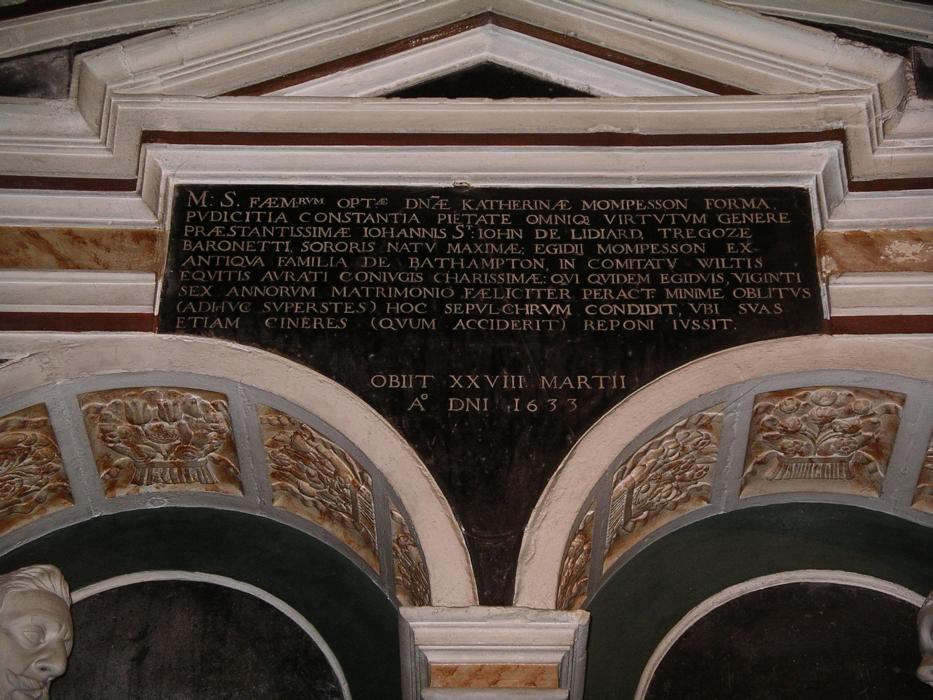 M: S. FÆM:RVM OPTÆ DNÆ KATHERINÆ MOMPESSON FORMA
PVDICITIA CONSTANTIA PIETATE OMNIQ; VIRTVTVM GENERE
PRÆSTANTISSIMÆ IOHANNIS ST: IOHN DE LIDIARD, TREGOZE
BARONETTI, SORORIS NATV MAXIMÆ; EGIDIJ MOMPESSON EX
ANTIQVA FAMILIA DE BATHAMPTON, IN COMITATV WILTIS
EQVITIS AVRATI CONIVGIS CHARISSIMÆ: QVI QVIDEM EGIDIVS, VIGINTI
SEX ANNORVM MATRIMONIO FÆLICITER PERACT: MINIME OBLITVS
(ADHVC SVPERSTES) HOC SEPVLCHRVM CONDIDIT, VBI SVAS
ETIAM CINERES (QVVM ACCIDERIT) REPONI IVSSIT.
OBIIT XXVIII MARTII
Ao DNI 1633